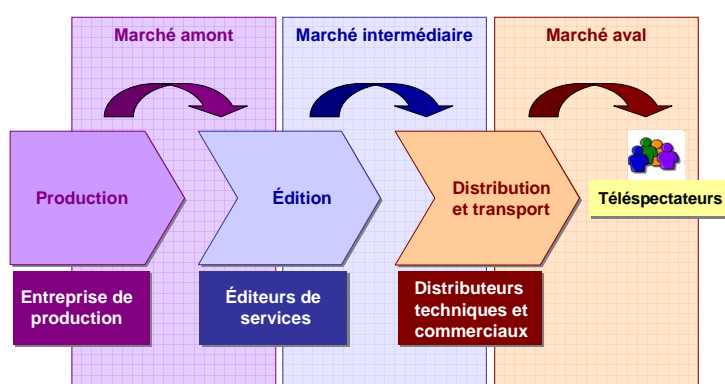 Marché amont
Marché intermédiaire
Marché aval
Production
Édition
Distribution
et transport
Téléspectateurs
Entreprise de
production
Éditeurs de
services
Distributeurs
techniques et
commerciaux